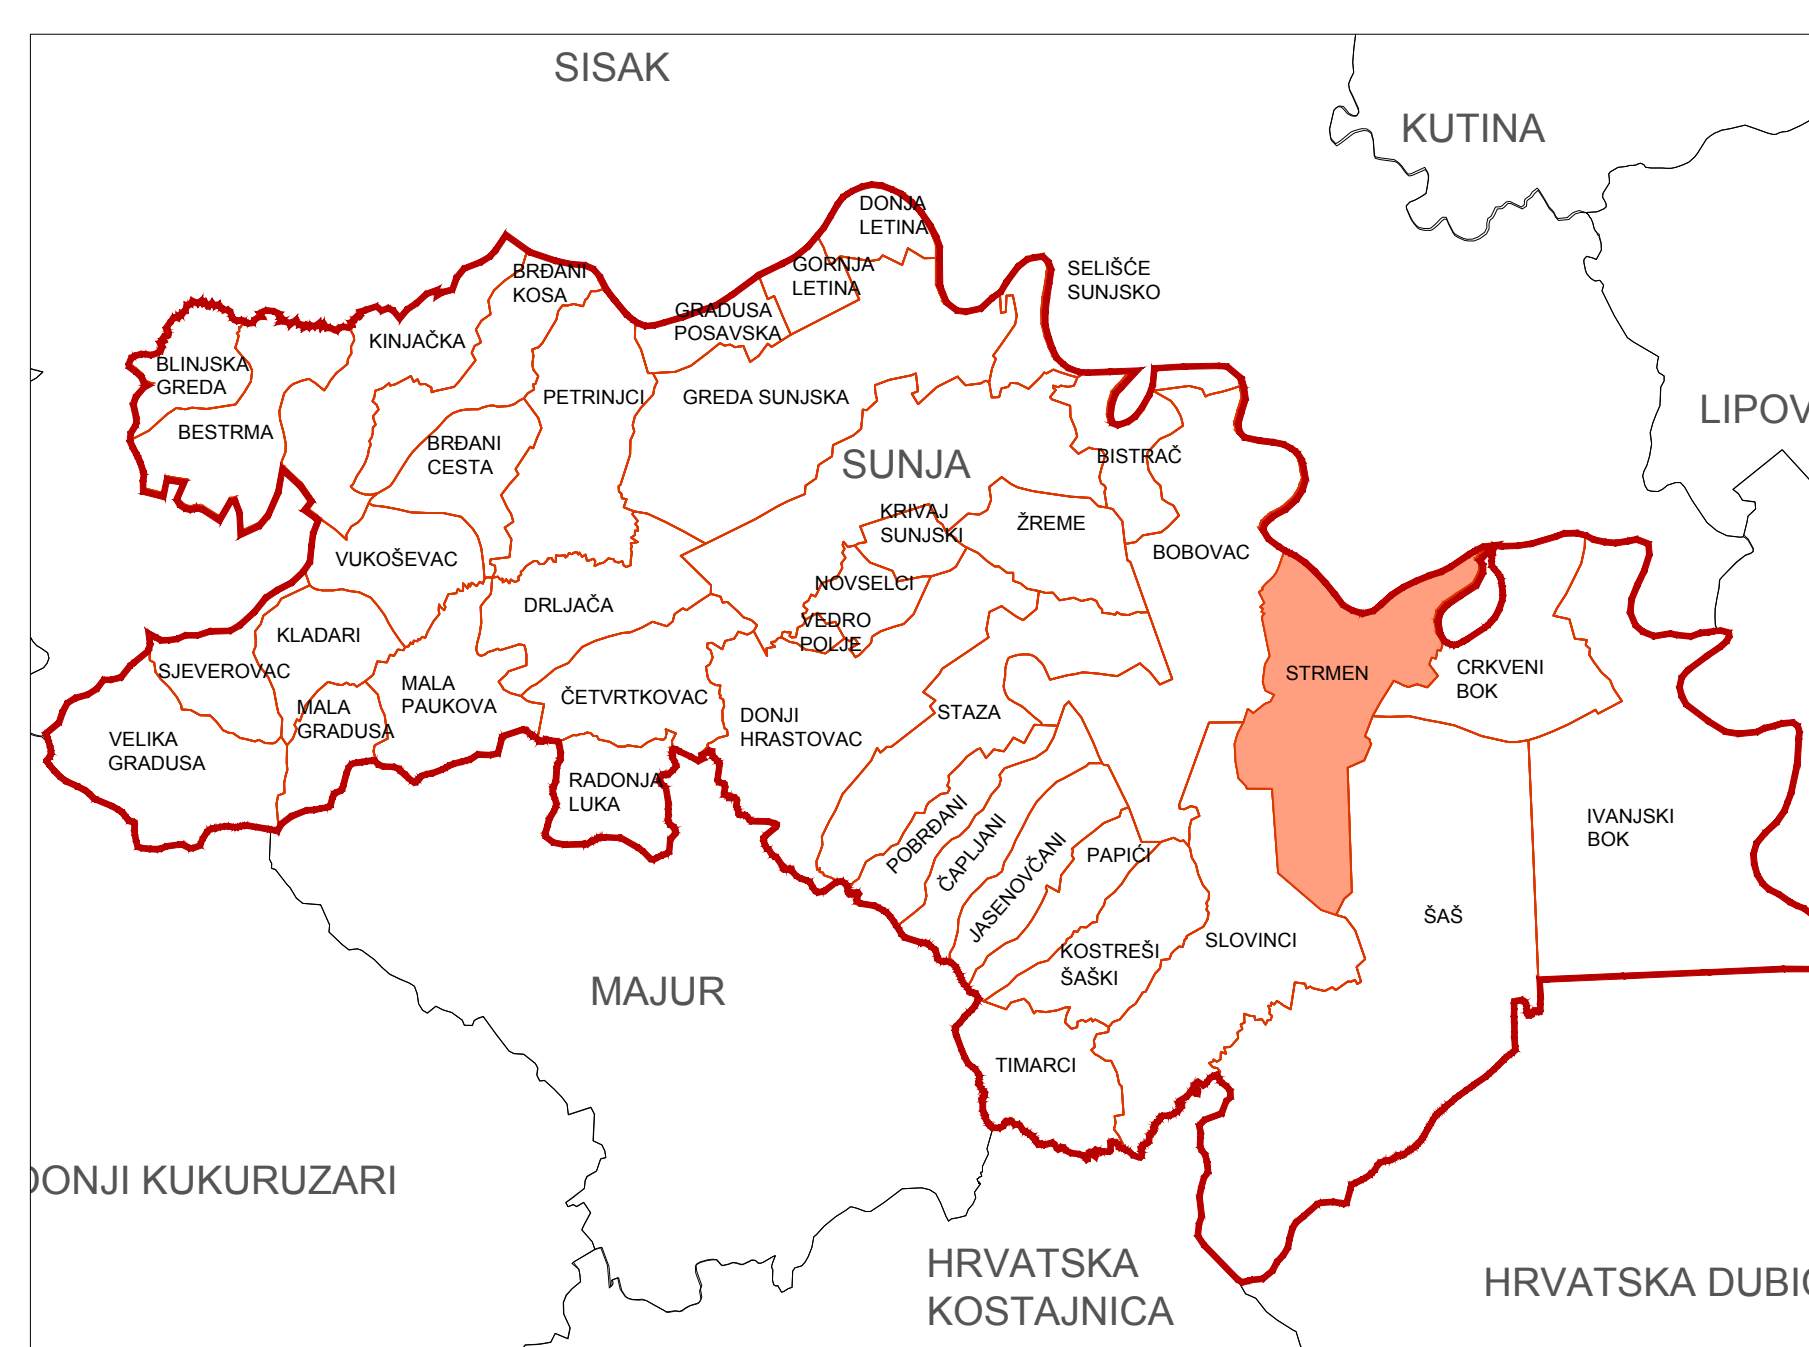 SISAK
KUTINA
DONJA
LETINA
BRĐANI
KOSA
GORNJA
LETINA
SELIŠĆE
SUNJSKO
GRADUSA
POSAVSKA
KINJAČKA
BLINJSKA
GREDA
PETRINJCI
GREDA SUNJSKA
LIPOV
BESTRMA
BRĐANI
CESTA
SUNJA
BISTRAČ
KRIVAJ
SUNJSKI
ŽREME
BOBOVAC
VUKOŠEVAC
NOVSELCI
DRLJAČA
VEDRO
POLJE
KLADARI
SJEVEROVAC
STRMEN
CRKVENI
BOK
MALA
PAUKOVA
ČETVRTKOVAC
MALA
GRADUSA
DONJI
HRASTOVAC
STAZA
VELIKA
GRADUSA
RADONJA
LUKA
POBRĐANI
ČAPLJANI
JASENOVČANI
PAPIĆI
IVANJSKI
BOK
ŠAŠ
SLOVINCI
KOSTREŠI
ŠAŠKI
MAJUR
TIMARCI
DONJI KUKURUZARI
HRVATSKA
KOSTAJNICA
HRVATSKA DUBIC